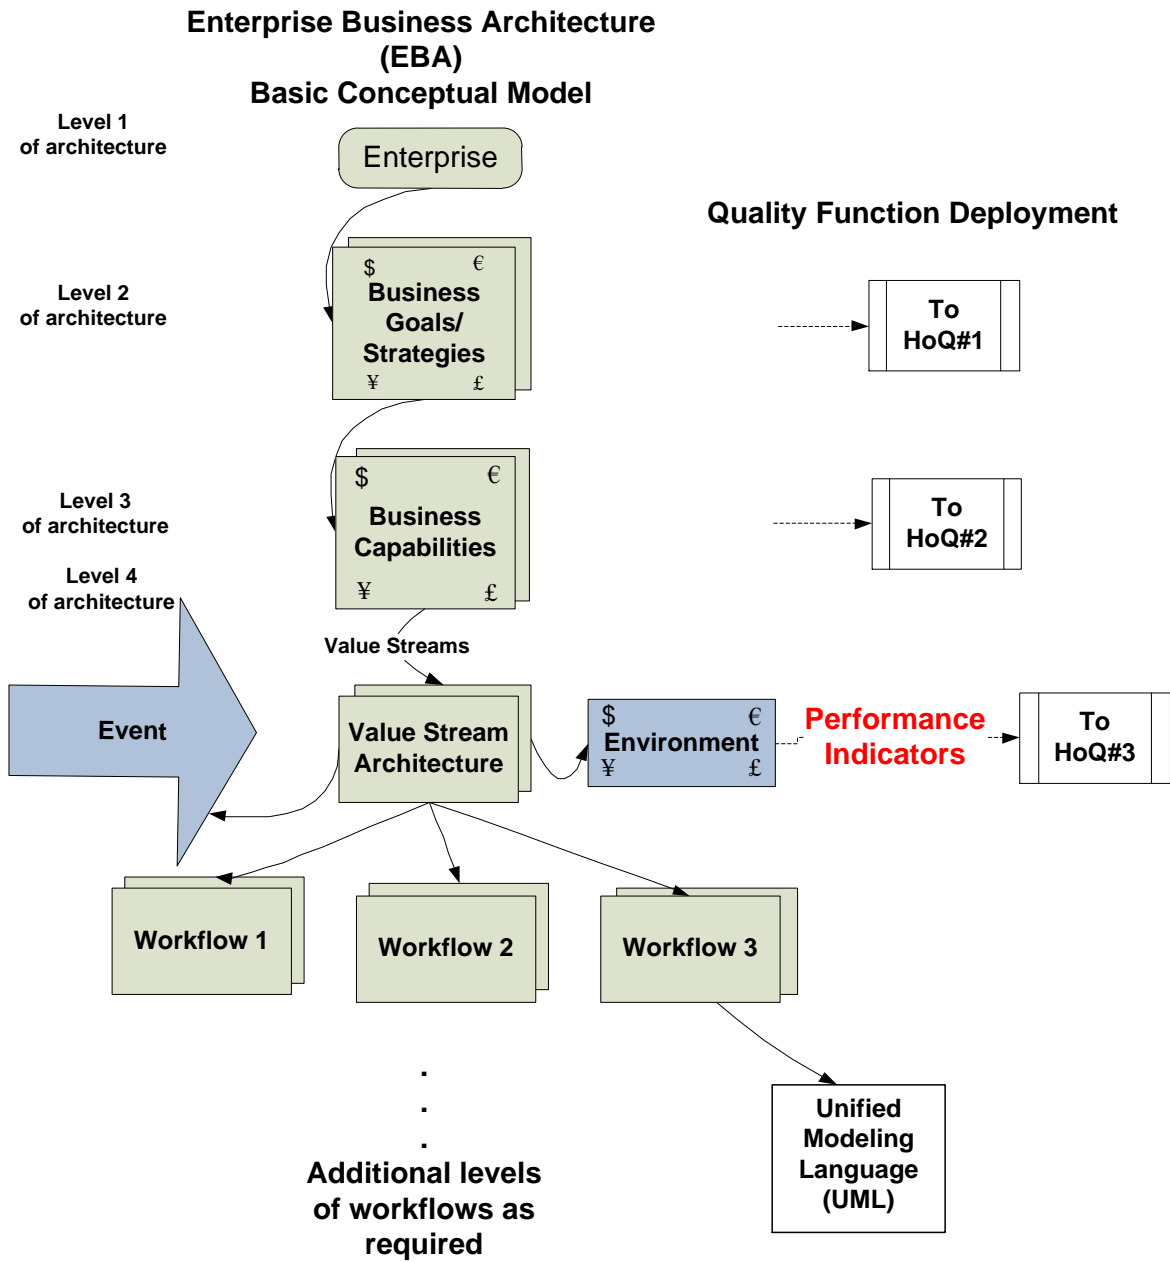 Enterprise Business Architecture
(EBA)
Basic Conceptual Model
Level 1
of architecture
Enterprise
Quality Function Deployment
Level 2
of architecture
$ €
Business
Goals/
Strategies
¥ £
To
HoQ#1
Level 3
of architecture
$ €
Business
Capabilities
¥ £
To
HoQ#2
Level 4
of architecture
Value Streams
Event
Value Stream
Architecture
$ €
Environment
¥ £
Performance
Indicators
To
HoQ#3
Workflow 1
Workflow 2
Workflow 3
.
.
.
Additional levels
of workflows as
required
Unified
Modeling
Language
(UML)